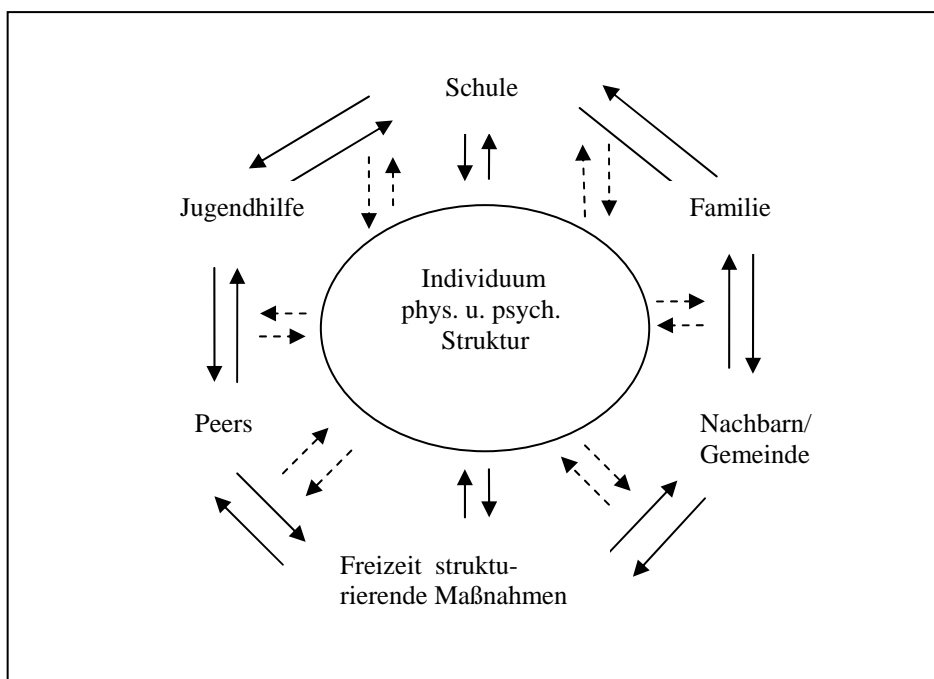 Schule
Jugendhilfe
Familie
Individuum
phys. u. psych.
Struktur
Peers
Nachbarn/
Gemeinde
Freizeit struktu-
rierende Maßnahmen